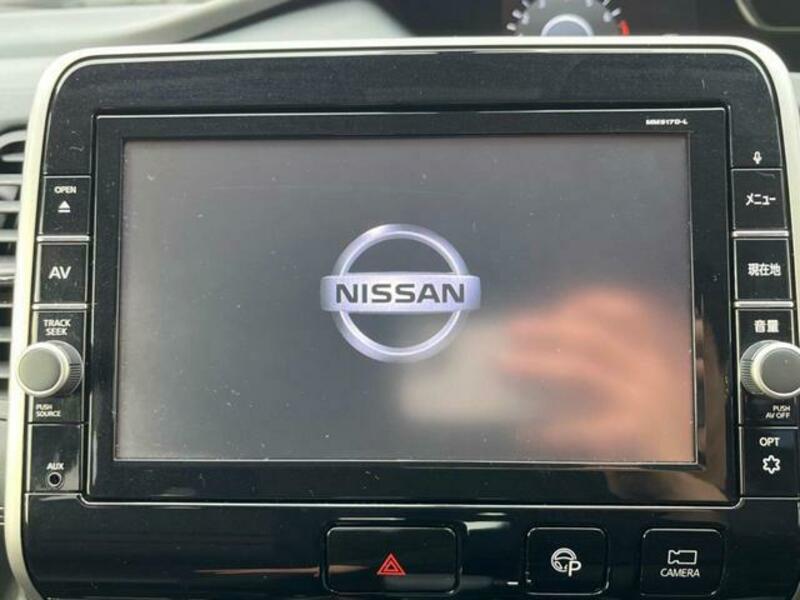 MM317D-L
OPEN
メニュー
AV
現在地
TRACK
SEEK
音量
NISSAN
PUSH
SOURCE
PUSH
AV OFF
AUX
OPT
P
CAMERA